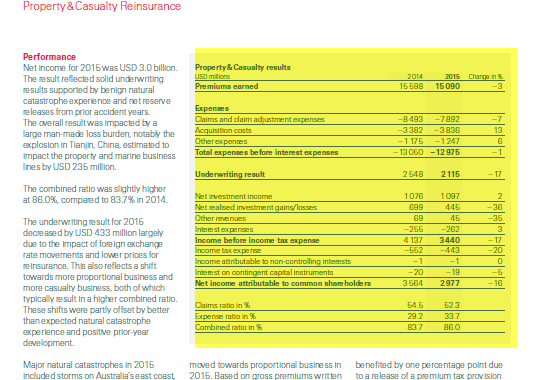 Property & Casualty Reinsurance
Performance
Net income for 2015 was USD 3.0 billion.
The result reflected solid underwriting
results supported by benign natural
catastrophe experience and net reserve
releases from prior accident years.
The overall result was impacted by a
large man-made loss burden, notably the
explosion in Tianjin, China, estimated to
impact the property and marine business
lines by USD 235 million.
The combined ratio was slightly higher
at 86.0%, compared to 83.7% in 2014.
The underwriting result for 2015
decreased by USD 433 million largely
due to the impact of foreign exchange
rate movements and lower prices for
reinsurance. This also reflects a shift
towards more proportional business and
more casualty business, both of which
typically result in a higher combined ratio.
These shifts were partly offset by better
than expected natural catastrophe
experience and positive prior-year
development.
Property & Casualty results
USD millions 2014 2015 Change in %
Premiums earned 15 598 15 090 –3
Expenses
Claims and claim adjustment expenses –8 493 –7 892 –7
Acquisition costs –3 382 –3 836 13
Other expenses –1 175 –1 247 6
Total expenses before interest expenses –13 050 –12 975 –1
Underwriting result 2 548 2 115 –17
Net investment income 1 076 1 097 2
Net realised investment gains/losses 699 445 –36
Other revenues 69 45 –35
Interest expenses –255 –262 3
Income before income tax expense 4 137 3 440 –17
Income tax expense –552 –443 –20
Income attributable to non-controlling interests –1 –1 0
Interest on contingent capital instruments –20 –19 –5
Net income attributable to common shareholders 3 564 2 977 –16
Claims ratio in % 54.5 52.3
Expense ratio in % 29.2 33.7
Combined ratio in % 83.7 86.0
Major natural catastrophes in 2015
included storms on Australia's east coast,
moved towards proportional business in
2015. Based on gross premiums written
benefited by one percentage point due
to a release of a premium tax provision